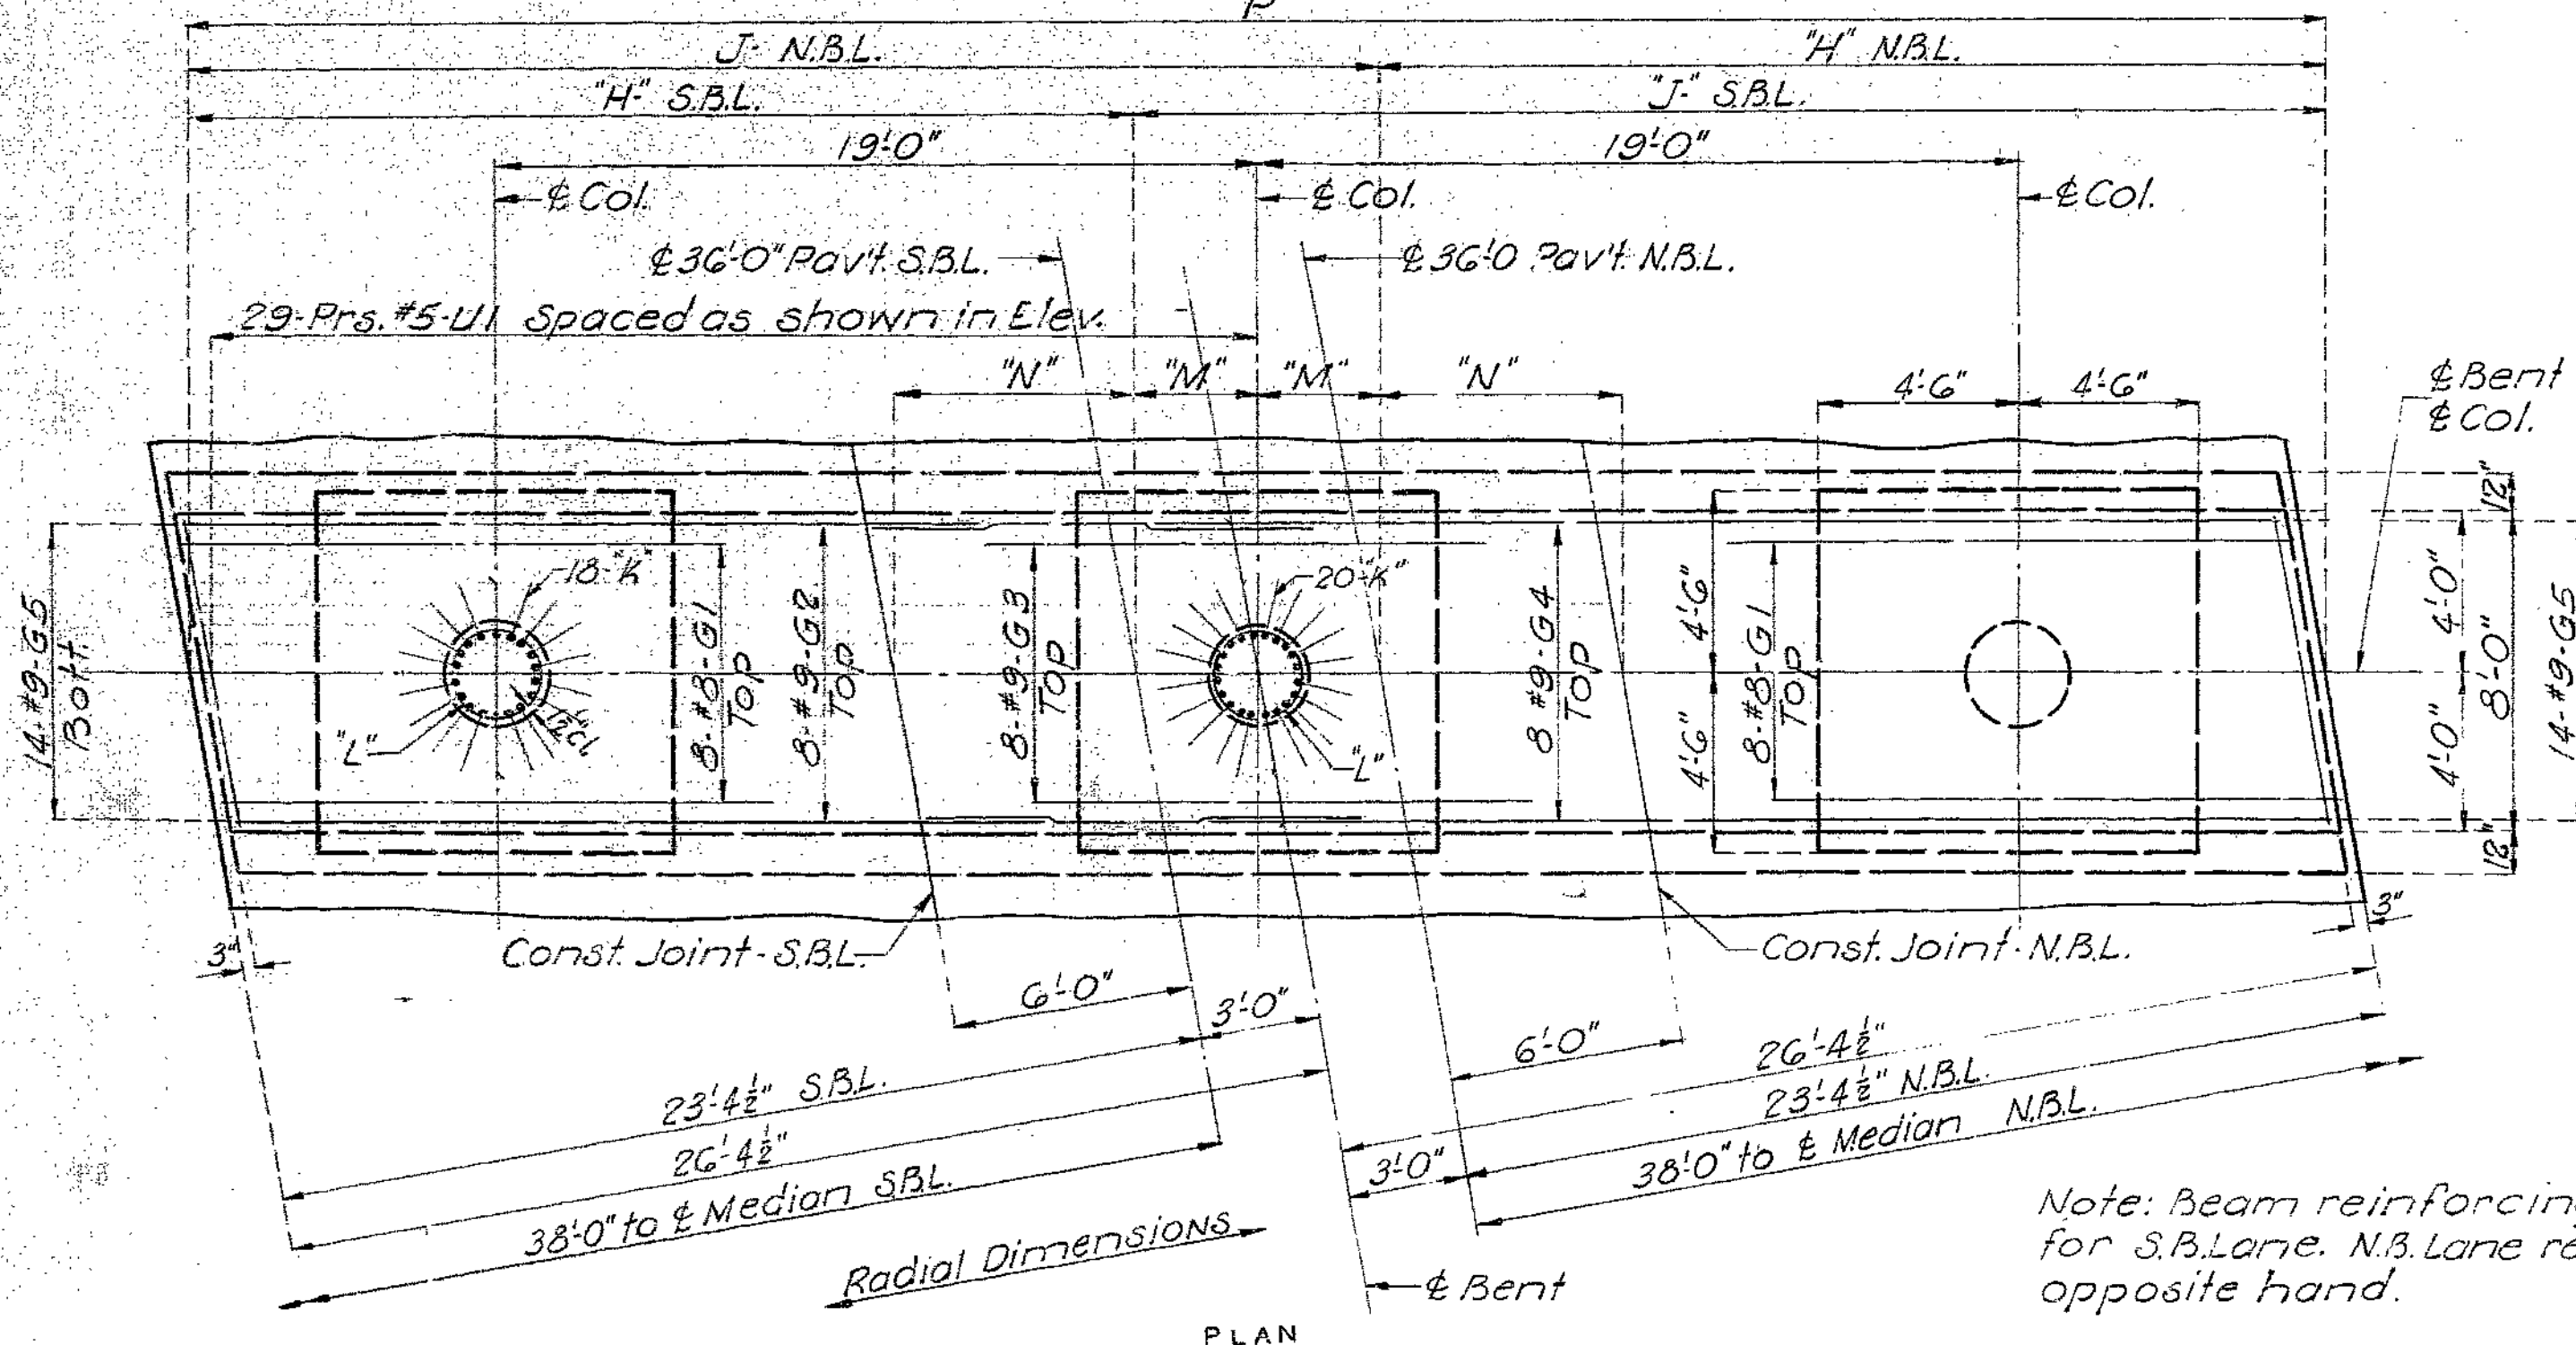 P
J- N.B.L.
"H" N.B.L.
"H-" S.B.L.
"J-" S.B.L.
19'-0"
19'-0"
℄ Col.
℄ Col.
℄ Col.
℄ 36'-0" Pav't. S.B.L.
℄ 36'-0 Pav't. N.B.L.
29-Prs. #5-U1 Spaced as shown in Elev.
"N"
"M"
"M"
"N"
4'-6"
4'-6"
℄ Bent
℄ Col.
14-#9-G5
Bott.
18-"K"
"L"
8-#8-G1
Top
8-#9-G2
Top
8-#9-G3
Top
20-"K"
"L"
8 #9-G4
Top
4'-6"
4'-6"
8-#8-G1
Top
12"
4'-0"
4'-0"
8'-0"
12"
14-#9-G5
3"
3"
Const. Joint-S.B.L.
Const. Joint-N.B.L.
6'-0"
3'-0"
6'-0"
26'-4½"
23'-4½" S.B.L.
23'-4½" N.B.L.
26'-4½"
3'-0"
38'-0" to ℄ Median S.B.L.
38'-0" to ℄ Median N.B.L.
Radial Dimensions
℄ Bent
Note: Beam reinforcing
for S.B. Lane. N.B. Lane re
opposite hand.
PLAN